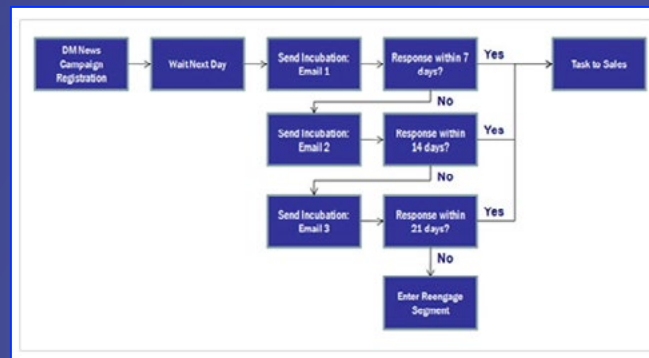 DM News
Campaign
Registration
Wait Next Day
Send Incubation:
Email 1
Response within 7
days?
Yes
Task to Sales
No
Send Incubation:
Email 2
Response within
14 days?
Yes
No
Send Incubation:
Email 3
Response within
21 days?
Yes
No
Enter Reengage
Segment